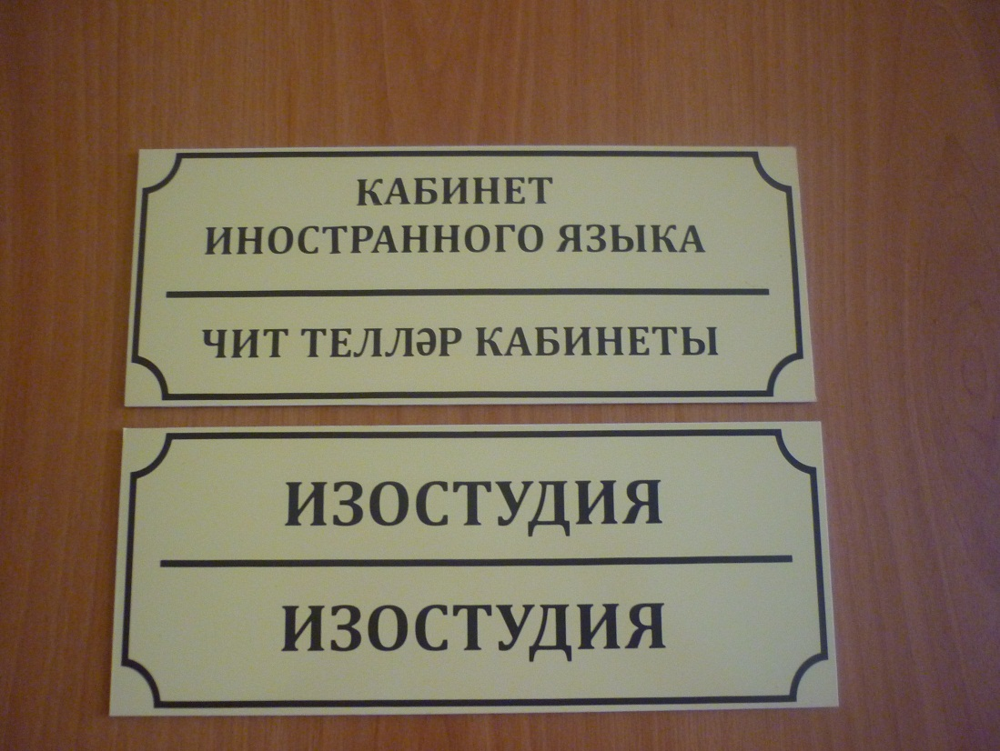 КАБИНЕТ
ИНОСТРАННОГО ЯЗЫКА
ЧИТ ТЕЛЛәР КАБИНЕТЫ
ИЗОСТУДИЯ
ИЗОСТУДИЯ